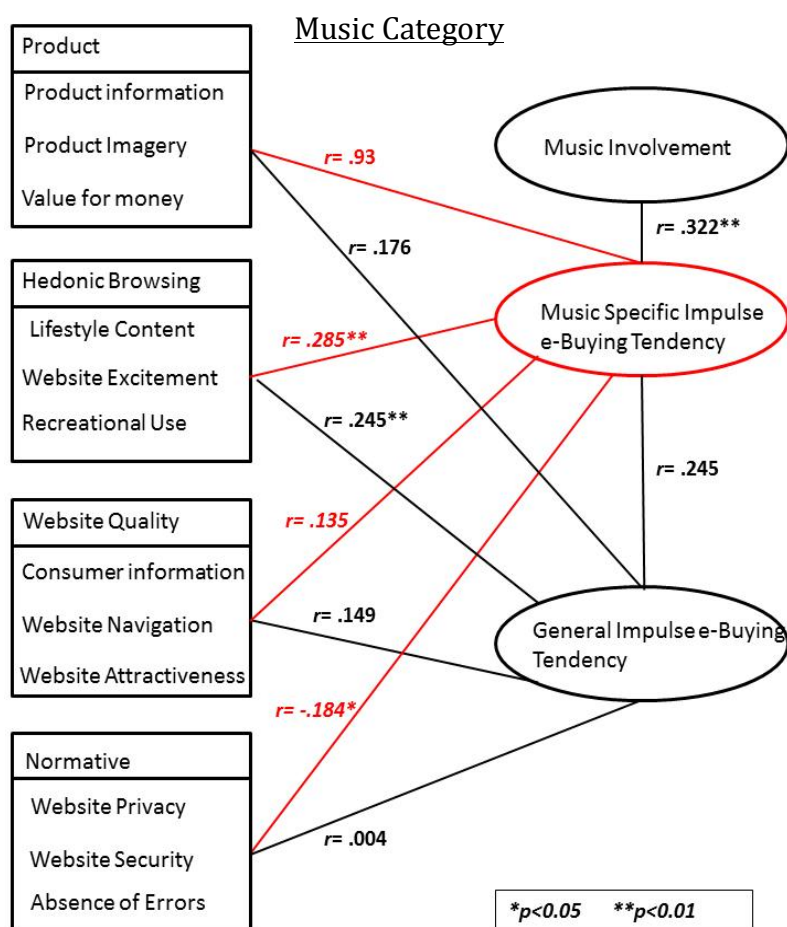 Music Category
Product
Product information
Product Imagery
Value for money
Hedonic Browsing
Lifestyle Content
Website Excitement
Recreational Use
Website Quality
Consumer information
Website Navigation
Website Attractiveness
Normative
Website Privacy
Website Security
Absence of Errors
r= .93
r= .176
r= .285**
r= .245**
r= .135
r= .149
r= -.184*
r= .004
Music Involvement
r= .322**
Music Specific Impulse
e-Buying Tendency
r= .245
General Impulse e-Buying
Tendency
*p<0.05 **p<0.01